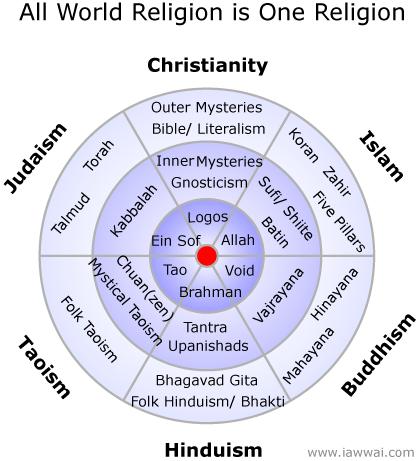 All World Religion is One Religion
Christianity
Outer Mysteries
Bible/ Literalism
Inner Mysteries
Gnosticism
Logos
Islam
Koran Zahir
Five Pillars
Sufi/ Shiite
Batin
Allah
Buddhism
Hinayana
Mahayana
Vajrayana
Void
Hinduism
Bhagavad Gita
Folk Hinduism/ Bhakti
Tantra
Upanishads
Brahman
Taoism
Folk Taoism
Chuan(zen)
Mystical Taoism
Tao
Judaism
Torah
Talmud
Kabbalah
Ein Sof
www.iawwai.com